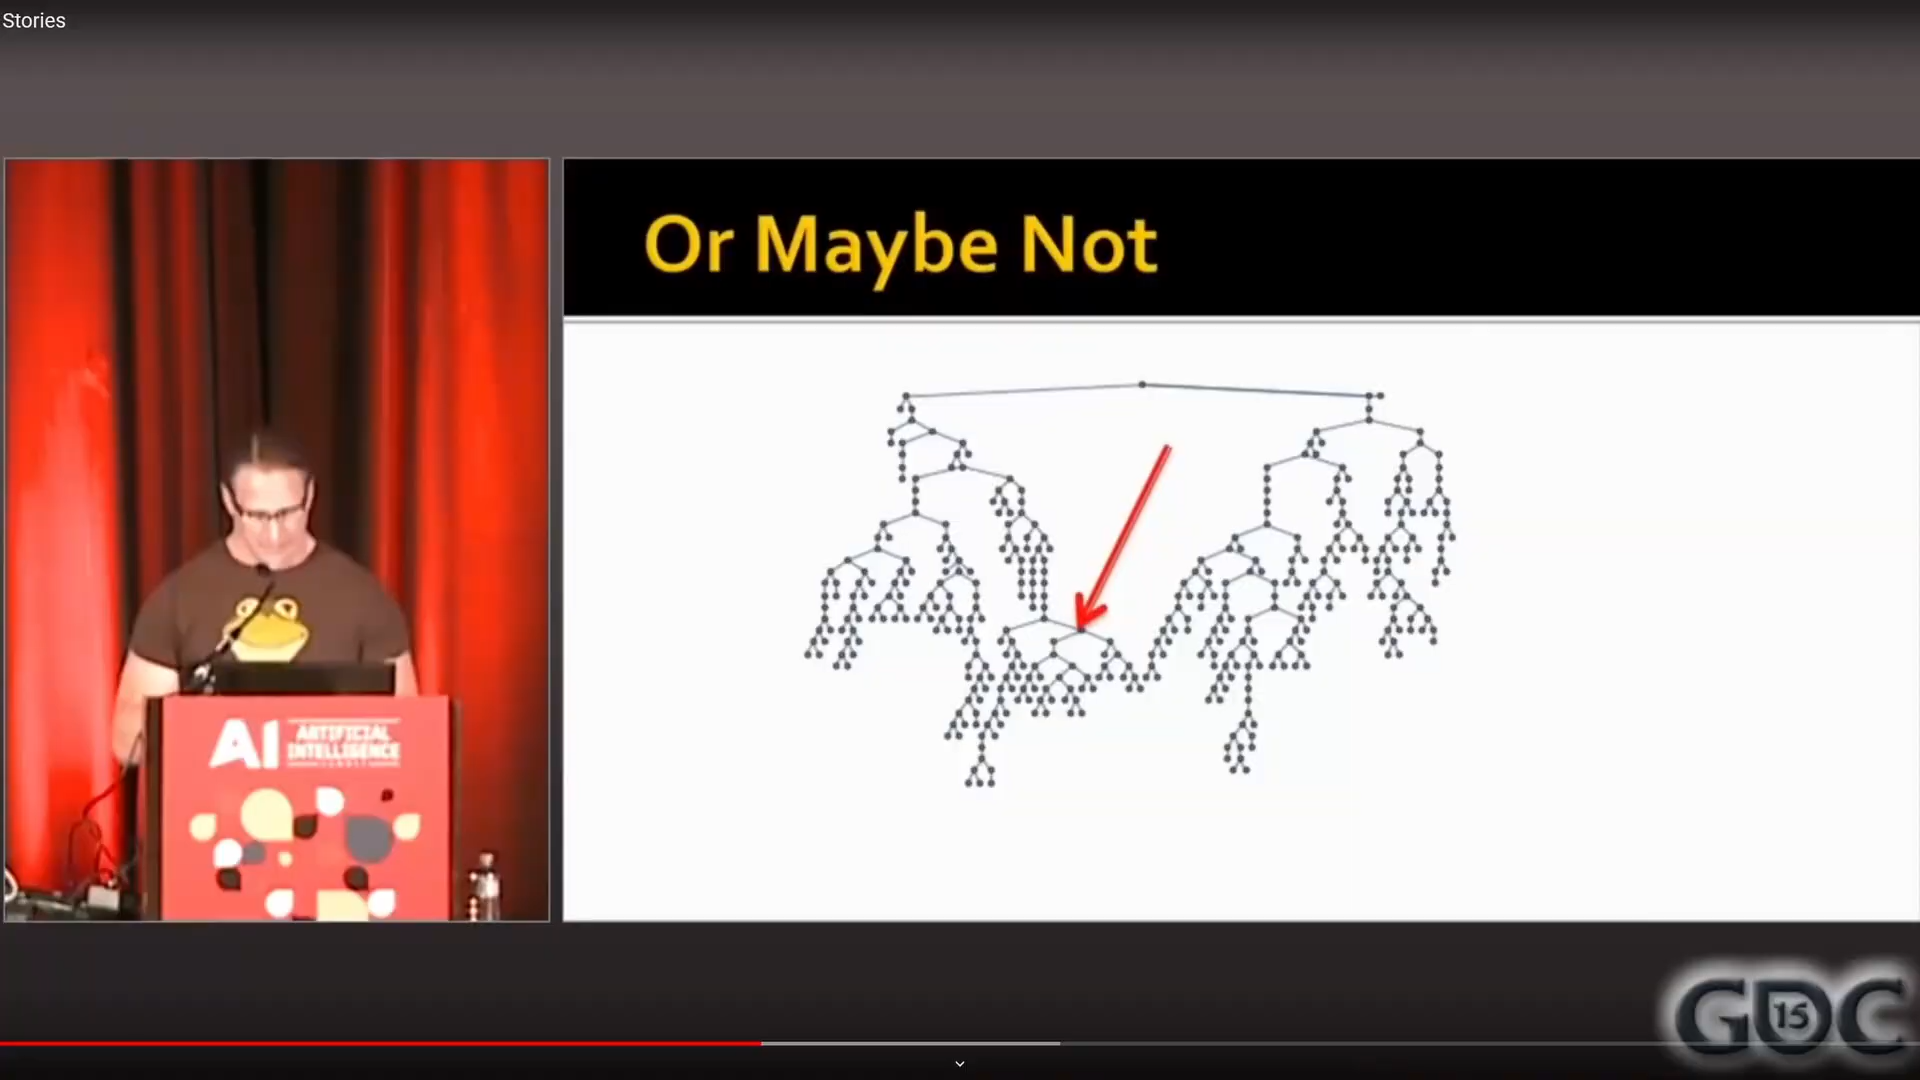 Stories
Or Maybe Not
AI
ARTIFICIAL
INTELLIGENCE
GDC
15